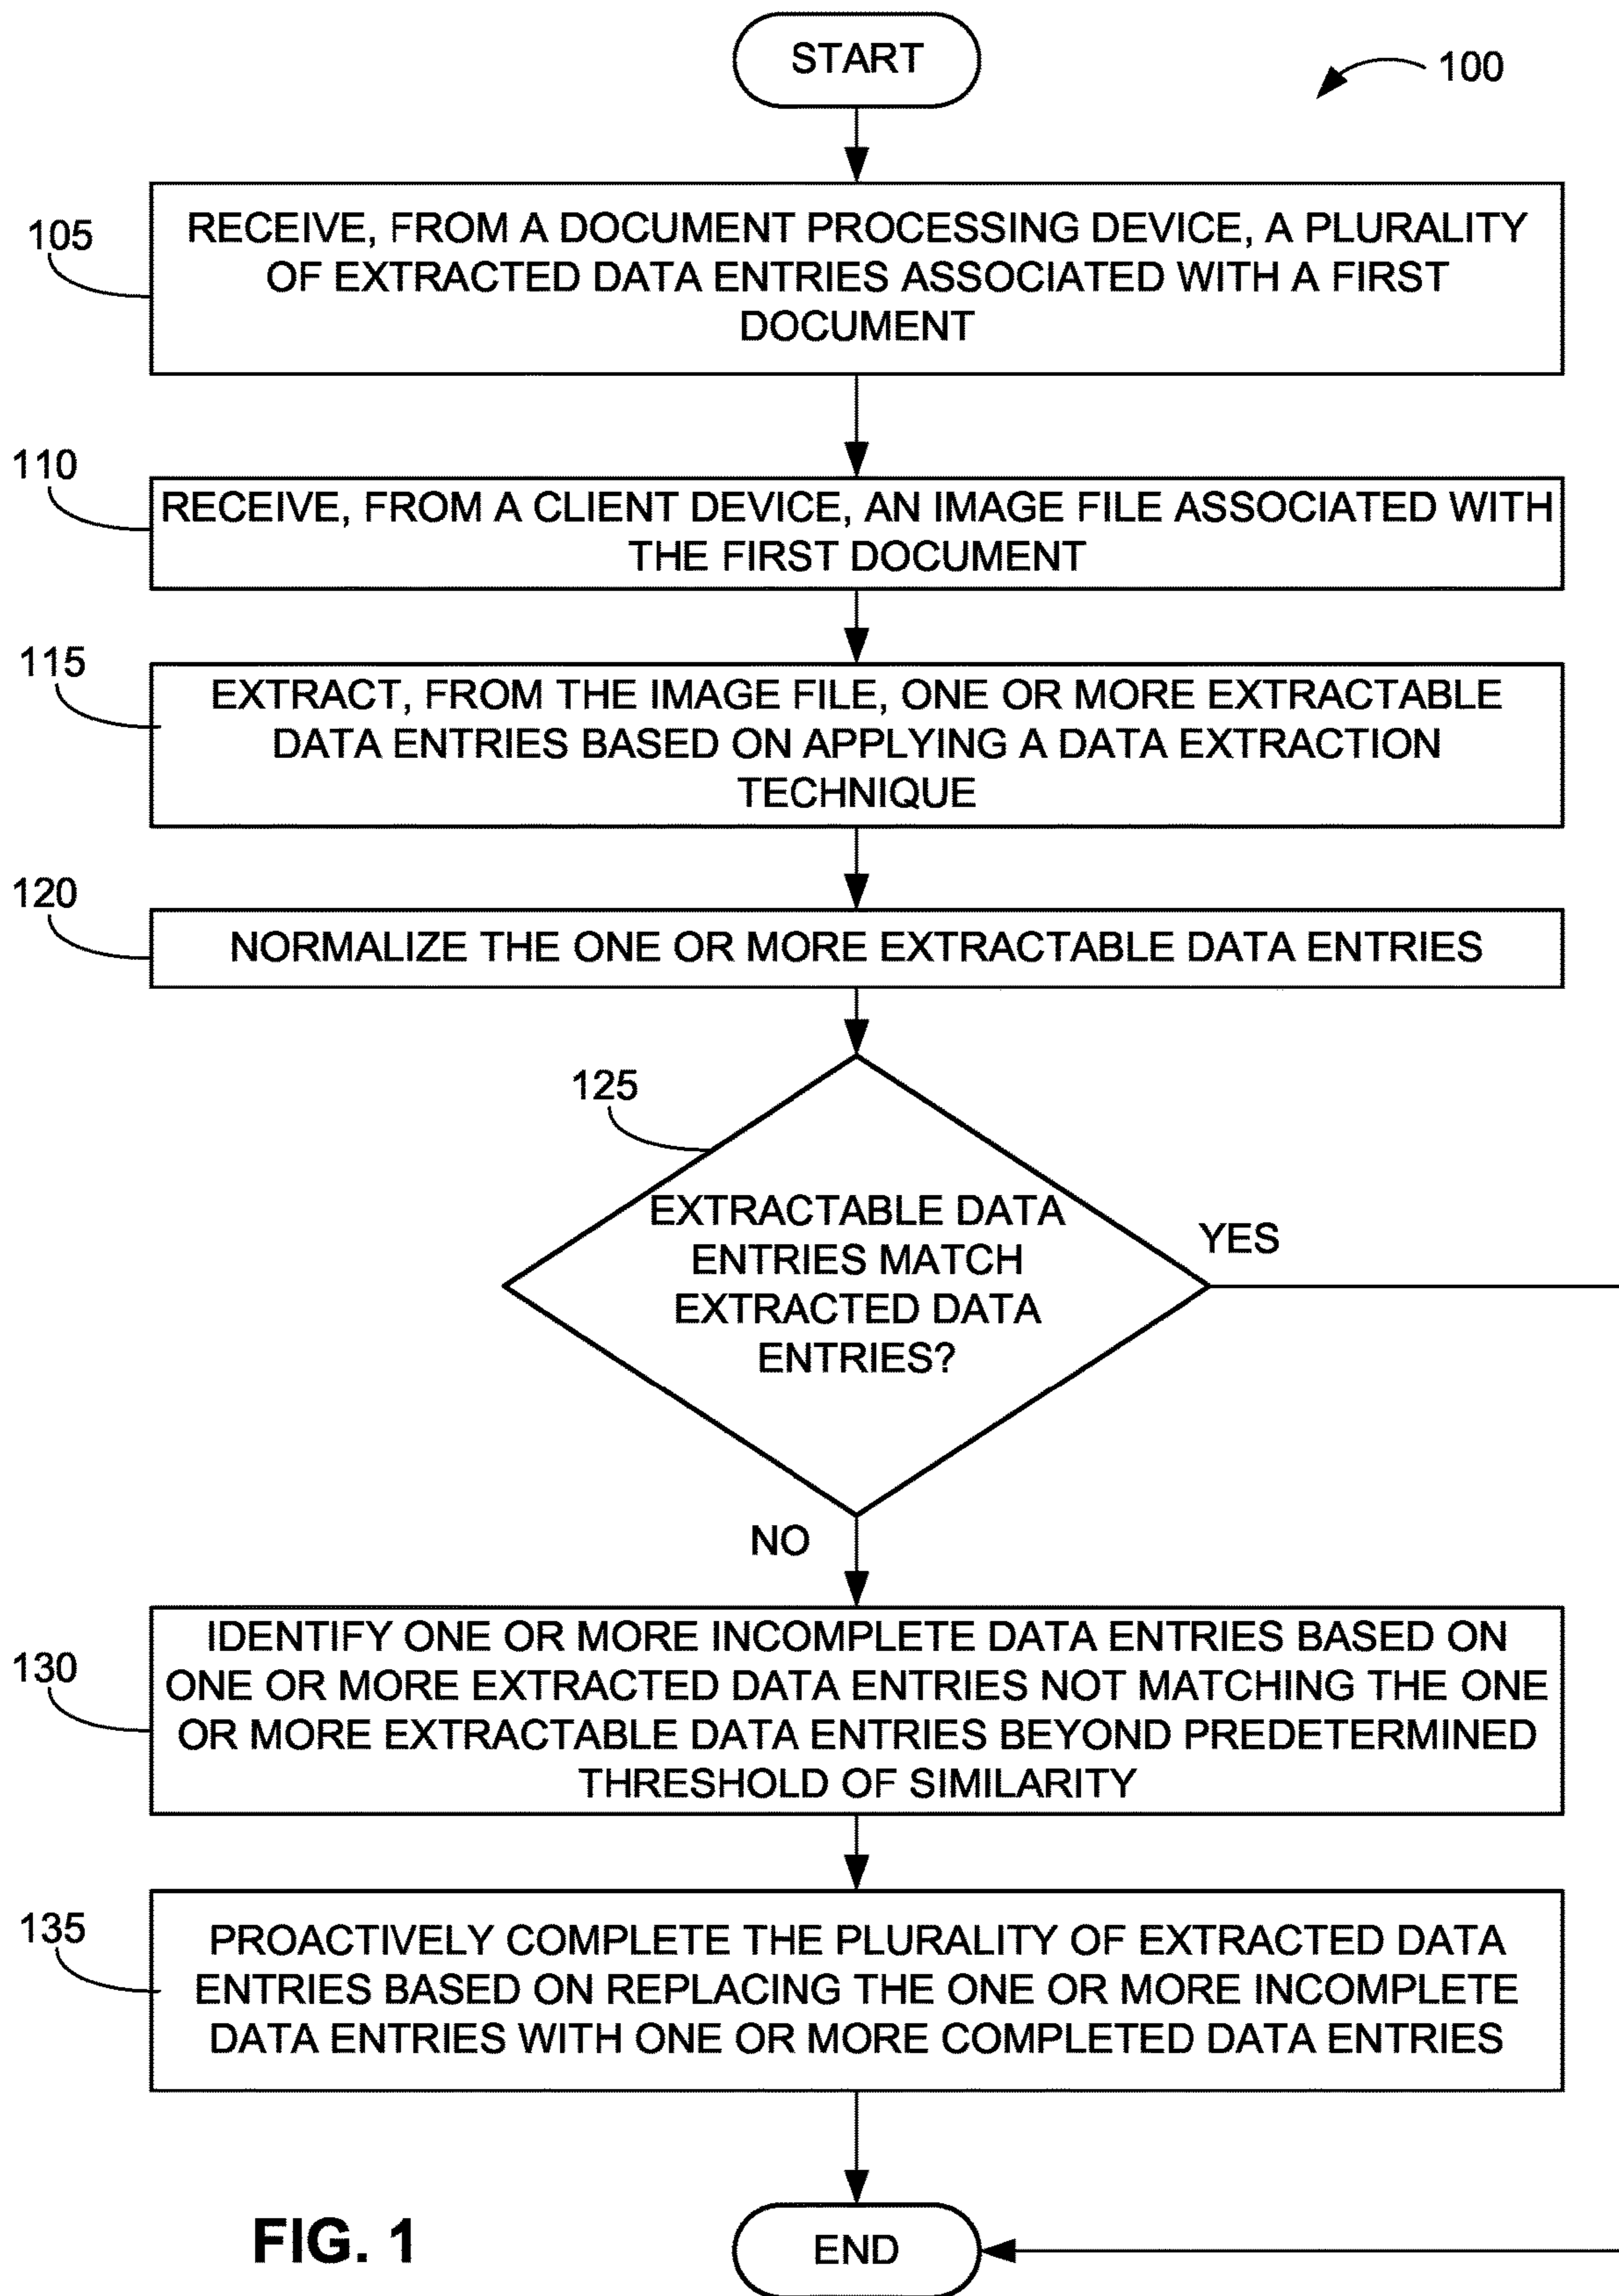 START
100
105
RECEIVE, FROM A DOCUMENT PROCESSING DEVICE, A PLURALITY
OF EXTRACTED DATA ENTRIES ASSOCIATED WITH A FIRST
DOCUMENT
110
RECEIVE, FROM A CLIENT DEVICE, AN IMAGE FILE ASSOCIATED WITH
THE FIRST DOCUMENT
115
EXTRACT, FROM THE IMAGE FILE, ONE OR MORE EXTRACTABLE
DATA ENTRIES BASED ON APPLYING A DATA EXTRACTION
TECHNIQUE
120
NORMALIZE THE ONE OR MORE EXTRACTABLE DATA ENTRIES
125
EXTRACTABLE DATA
ENTRIES MATCH
EXTRACTED DATA
ENTRIES?
YES
NO
130
IDENTIFY ONE OR MORE INCOMPLETE DATA ENTRIES BASED ON
ONE OR MORE EXTRACTED DATA ENTRIES NOT MATCHING THE ONE
OR MORE EXTRACTABLE DATA ENTRIES BEYOND PREDETERMINED
THRESHOLD OF SIMILARITY
135
PROACTIVELY COMPLETE THE PLURALITY OF EXTRACTED DATA
ENTRIES BASED ON REPLACING THE ONE OR MORE INCOMPLETE
DATA ENTRIES WITH ONE OR MORE COMPLETED DATA ENTRIES
FIG. 1
END